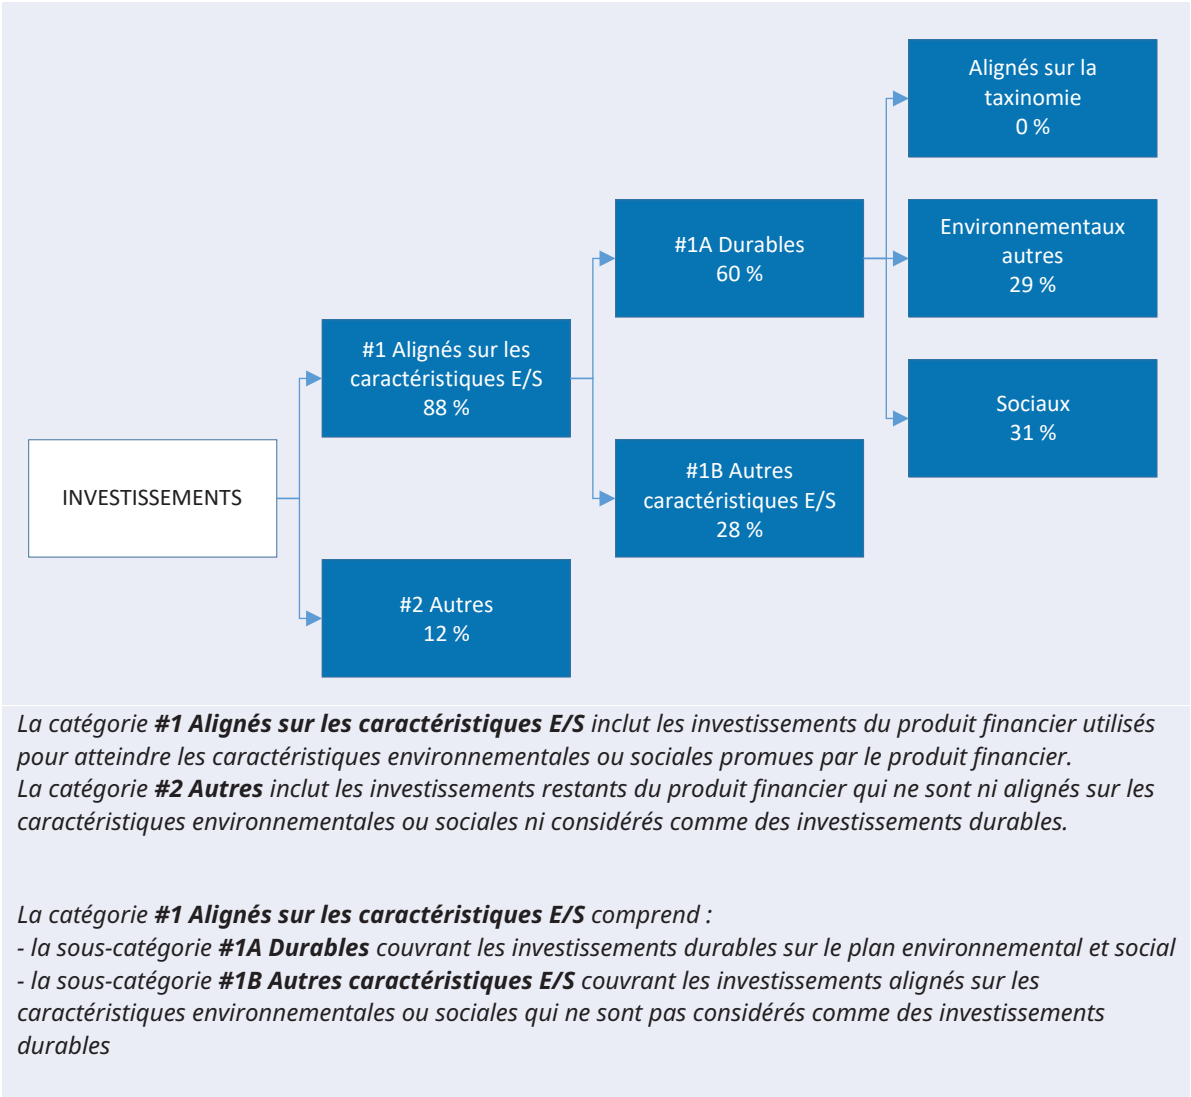 Alignés sur la
taxinomie
0 %
Environnementaux
autres
29 %
#1A Durables
60 %
#1 Alignés sur les
caractéristiques E/S
88 %
Sociaux
31 %
INVESTISSEMENTS
#1B Autres
caractéristiques E/S
28 %
#2 Autres
12 %
La catégorie #1 Alignés sur les caractéristiques E/S inclut les investissements du produit financier utilisés
pour atteindre les caractéristiques environnementales ou sociales promues par le produit financier.
La catégorie #2 Autres inclut les investissements restants du produit financier qui ne sont ni alignés sur les
caractéristiques environnementales ou sociales ni considérés comme des investissements durables.
La catégorie #1 Alignés sur les caractéristiques E/S comprend :
- la sous-catégorie #1A Durables couvrant les investissements durables sur le plan environnemental et social
- la sous-catégorie #1B Autres caractéristiques E/S couvrant les investissements alignés sur les
caractéristiques environnementales ou sociales qui ne sont pas considérés comme des investissements
durables